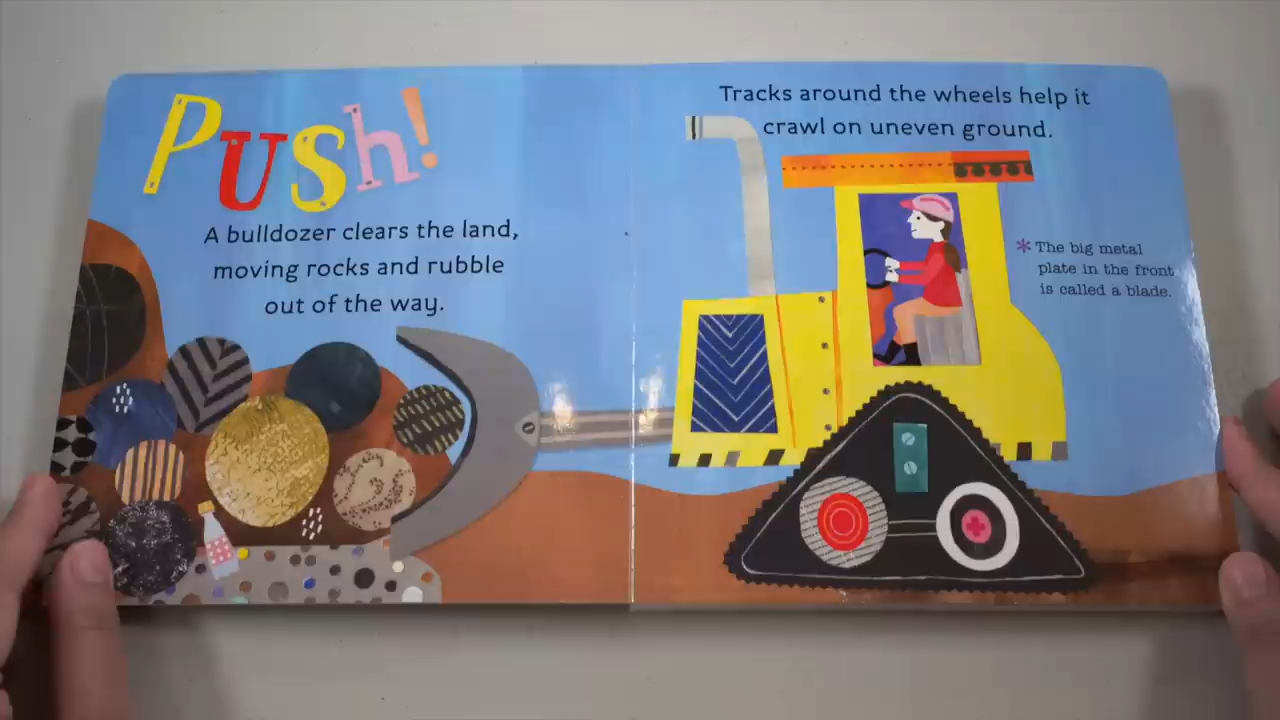 PUSh!
A bulldozer clears the land,
moving rocks and rubble
out of the way.
Tracks around the wheels help it
crawl on uneven ground.
* The big metal
plate in the front
is called a blade.